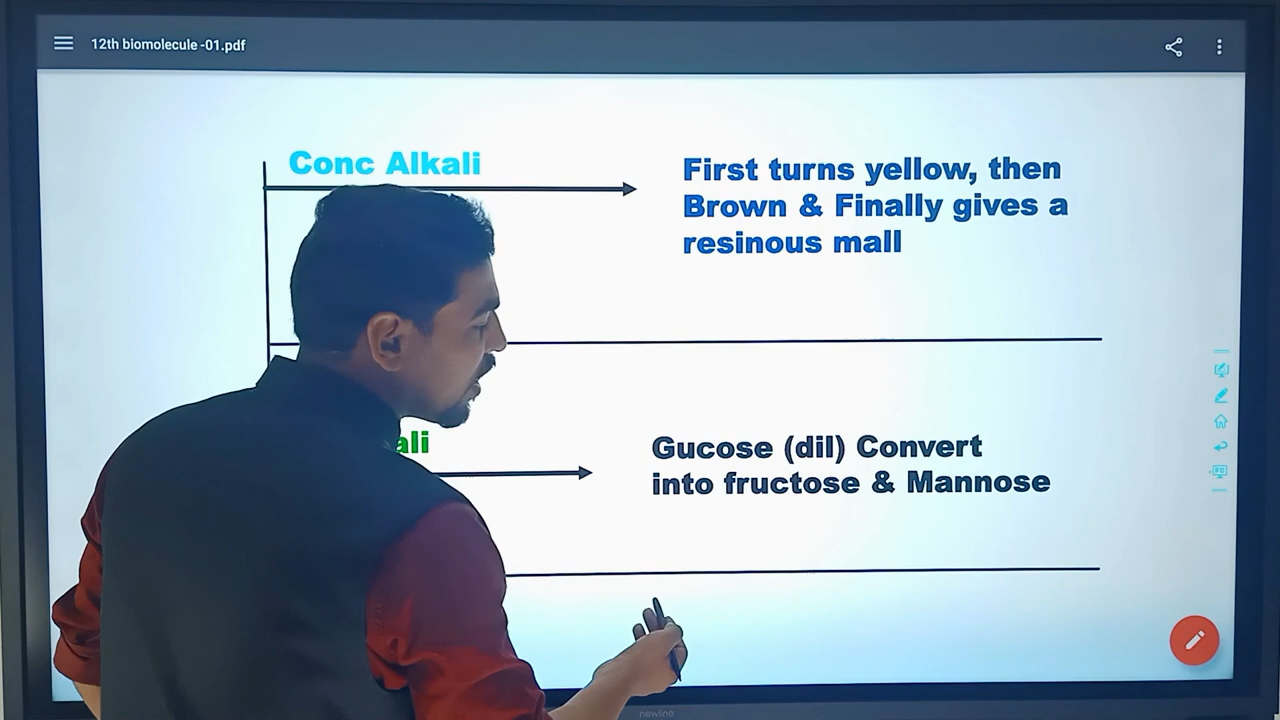 12th biomolecule -01.pdf
Conc Alkali
First turns yellow, then
Brown & Finally gives a
resinous mall
ali
Gucose (dil) Convert
into fructose & Mannose
newline